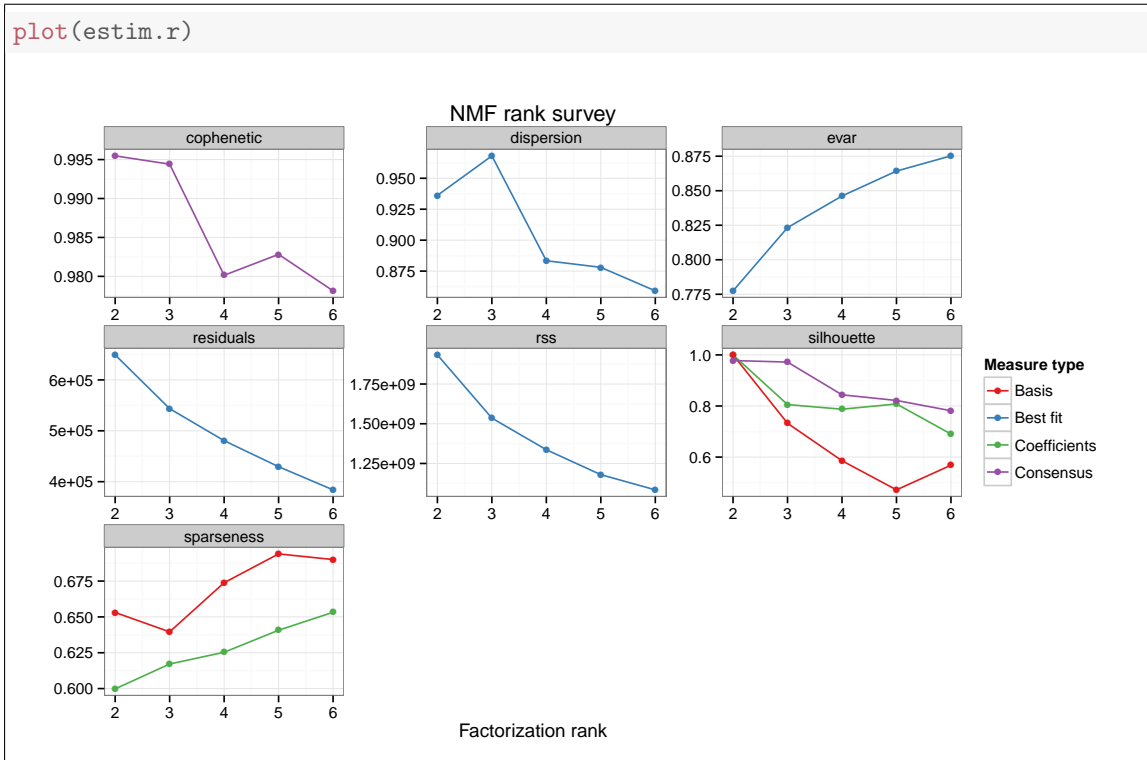 plot(estim.r)
NMF rank survey
cophenetic
0.995
0.990
0.985
0.980
2 3 4 5 6
dispersion
0.950
0.925
0.900
0.875
2 3 4 5 6
evar
0.875
0.850
0.825
0.800
0.775
2 3 4 5 6
residuals
6e+05
5e+05
4e+05
2 3 4 5 6
rss
1.75e+09
1.50e+09
1.25e+09
2 3 4 5 6
silhouette
1.0
0.8
0.6
2 3 4 5 6
Measure type
Basis
Best fit
Coefficients
Consensus
sparseness
0.675
0.650
0.625
0.600
2 3 4 5 6
Factorization rank